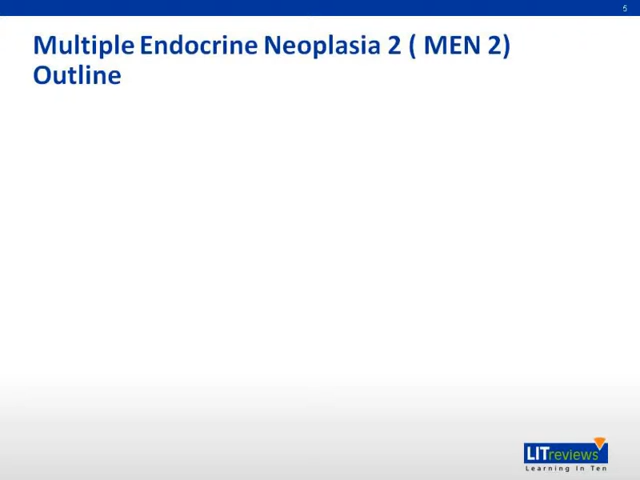 5
Multiple Endocrine Neoplasia 2 ( MEN 2)
Outline
LITreviews
Learning In Ten